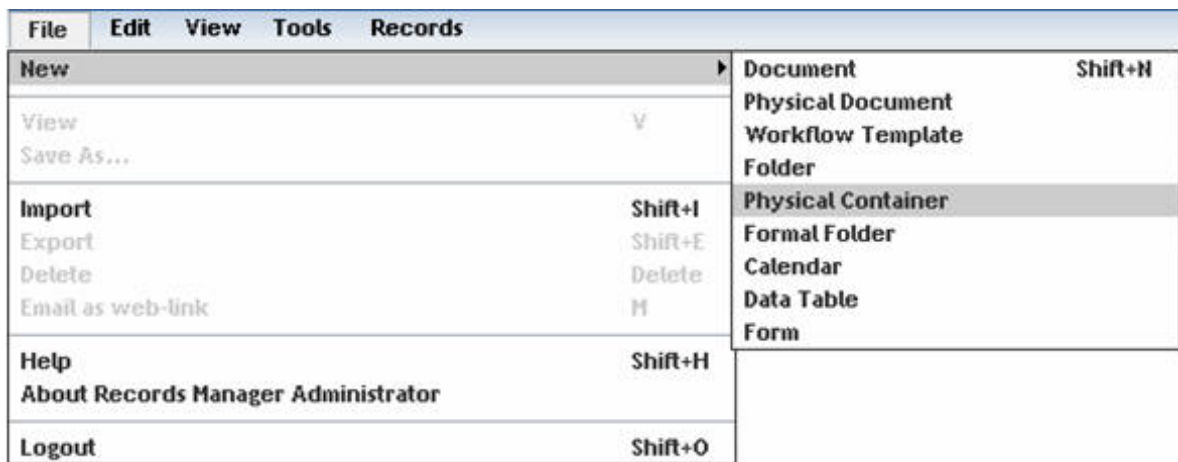 File Edit View Tools Records
New
View V
Save As...
Import Shift+I
Export Shift+E
Delete Delete
Email as web-link M
Help Shift+H
About Records Manager Administrator
Logout Shift+O
Document Shift+N
Physical Document
Workflow Template
Folder
Physical Container
Formal Folder
Calendar
Data Table
Form